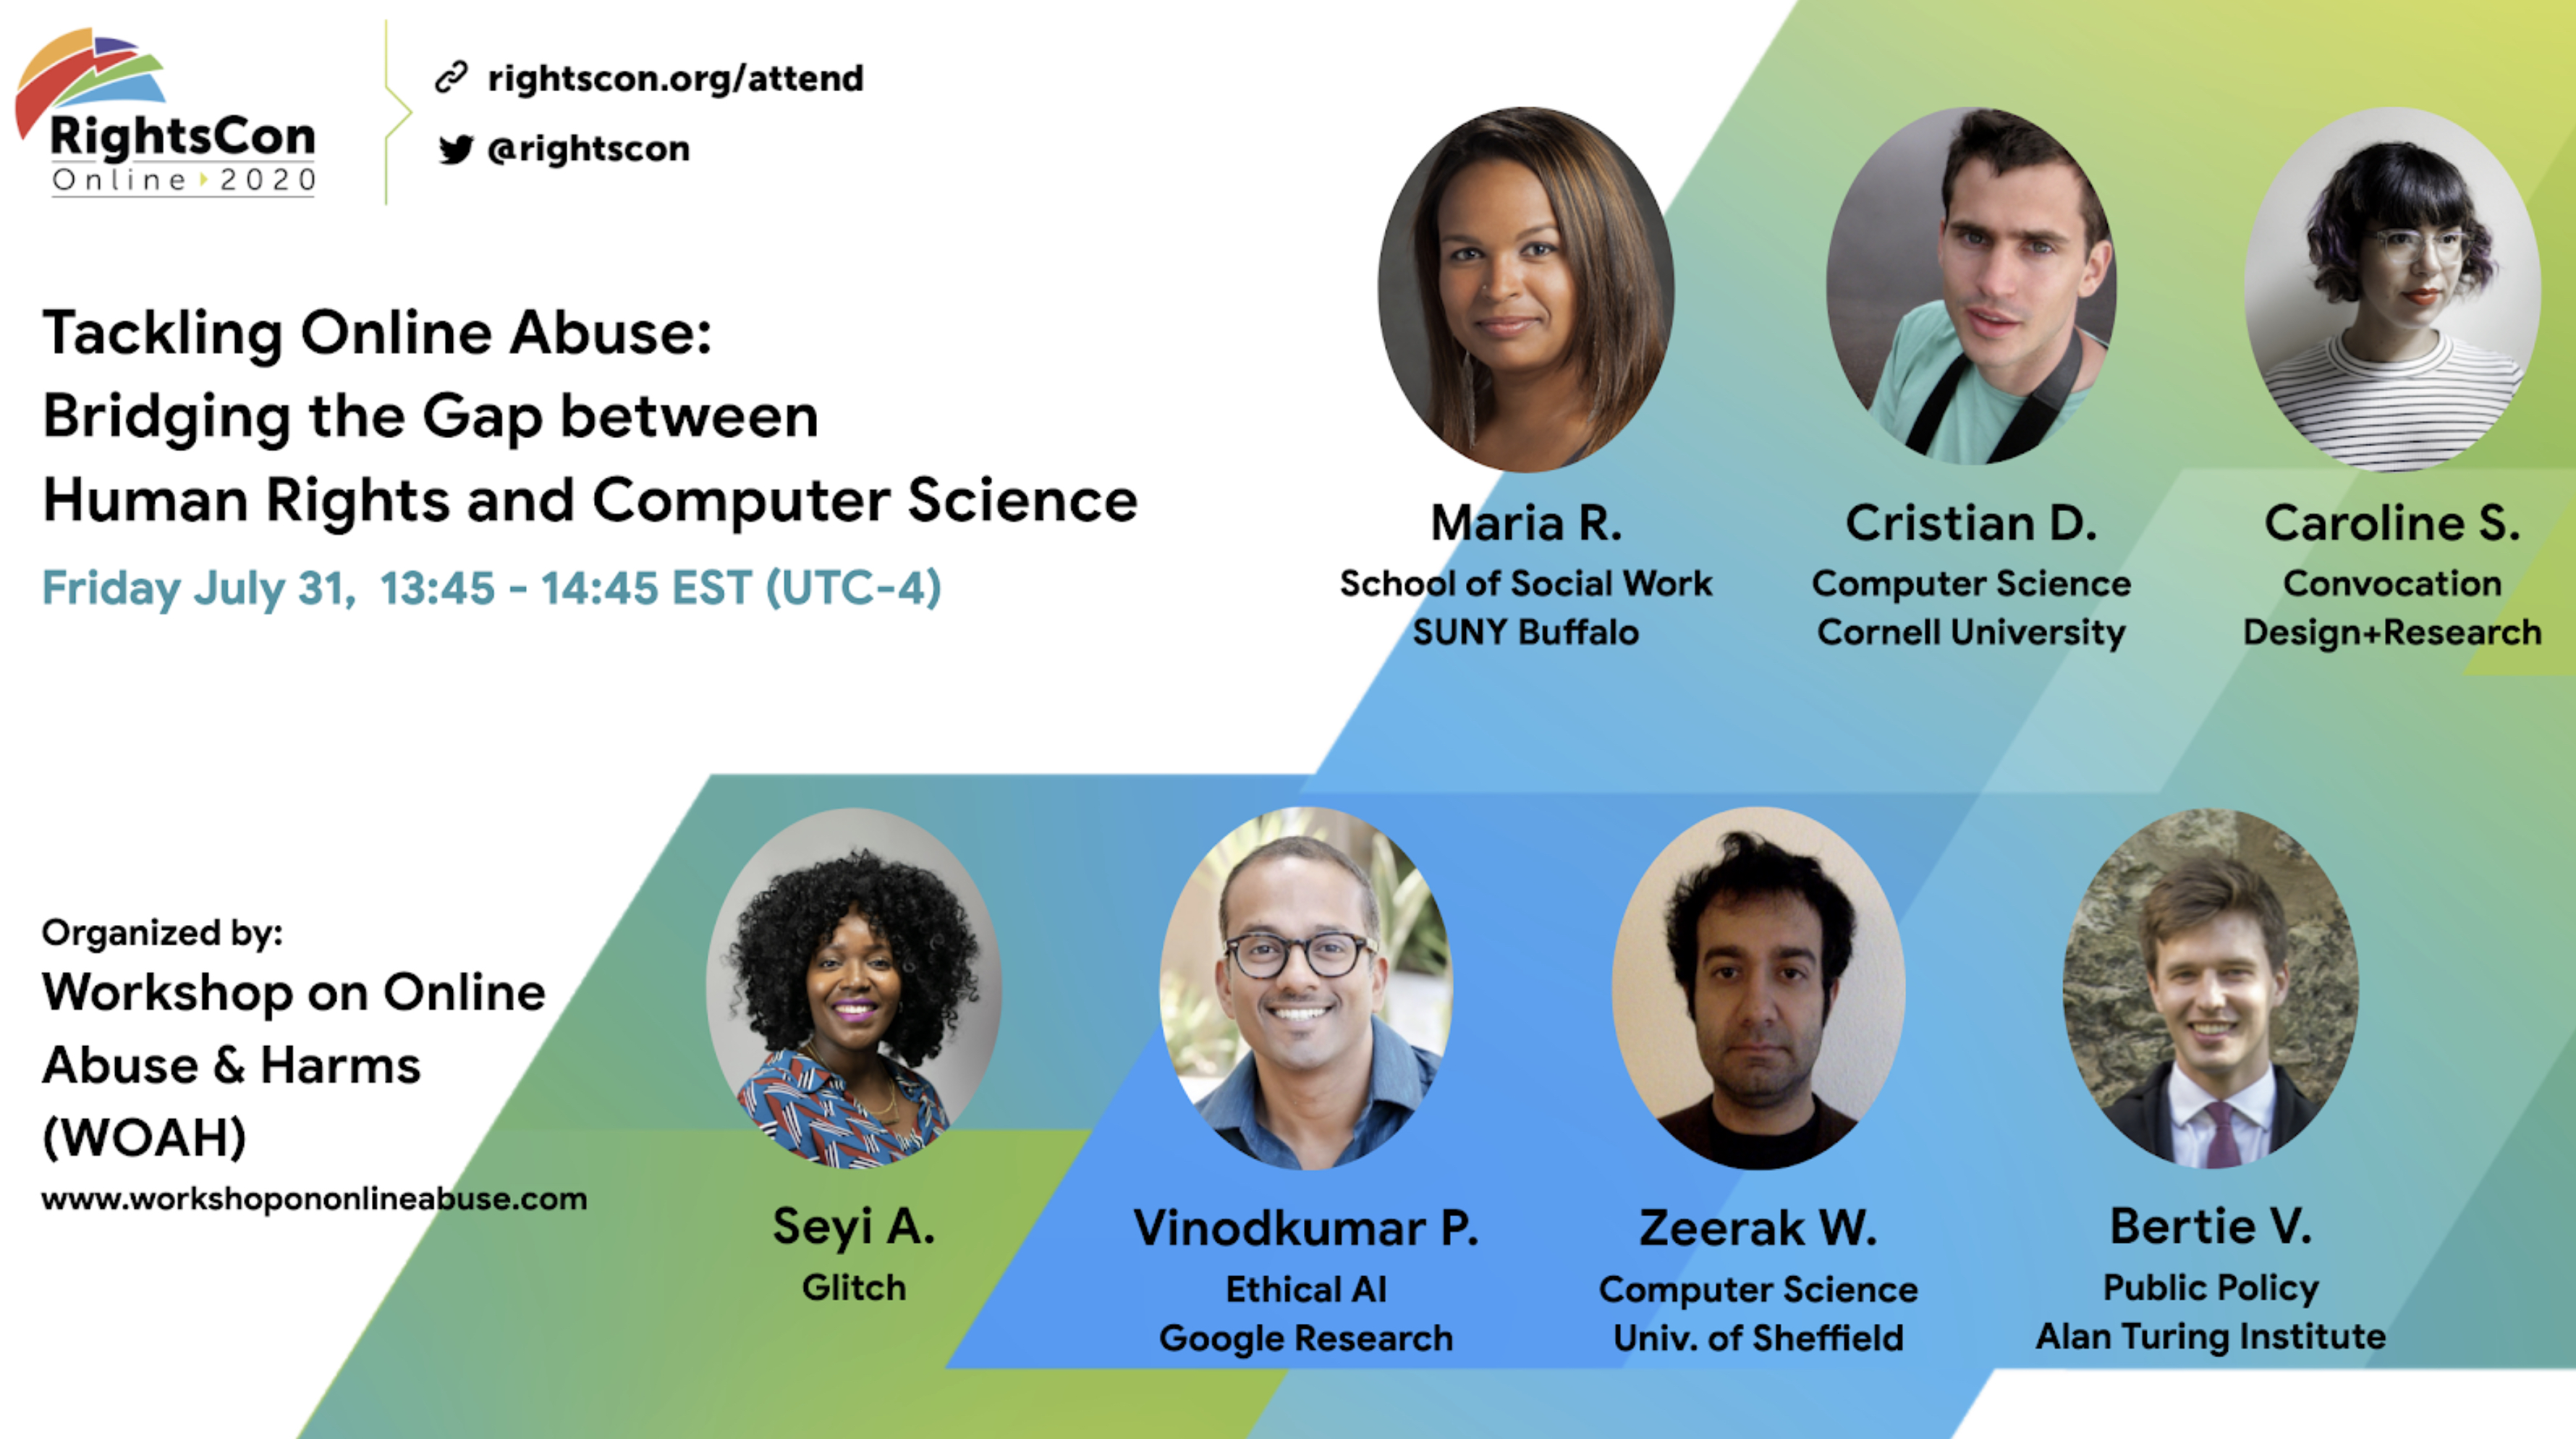 RightsCon
Online 2020
rightscon.org/attend
@rightscon
Tackling Online Abuse:
Bridging the Gap between
Human Rights and Computer Science
Friday July 31, 13:45 - 14:45 EST (UTC-4)
Maria R.
School of Social Work
SUNY Buffalo
Cristian D.
Computer Science
Cornell University
Caroline S.
Convocation
Design+Research
Organized by:
Workshop on Online
Abuse & Harms
(WOAH)
www.workshopononlineabuse.com
Seyi A.
Glitch
Vinodkumar P.
Ethical AI
Google Research
Zeerak W.
Computer Science
Univ. of Sheffield
Bertie V.
Public Policy
Alan Turing Institute